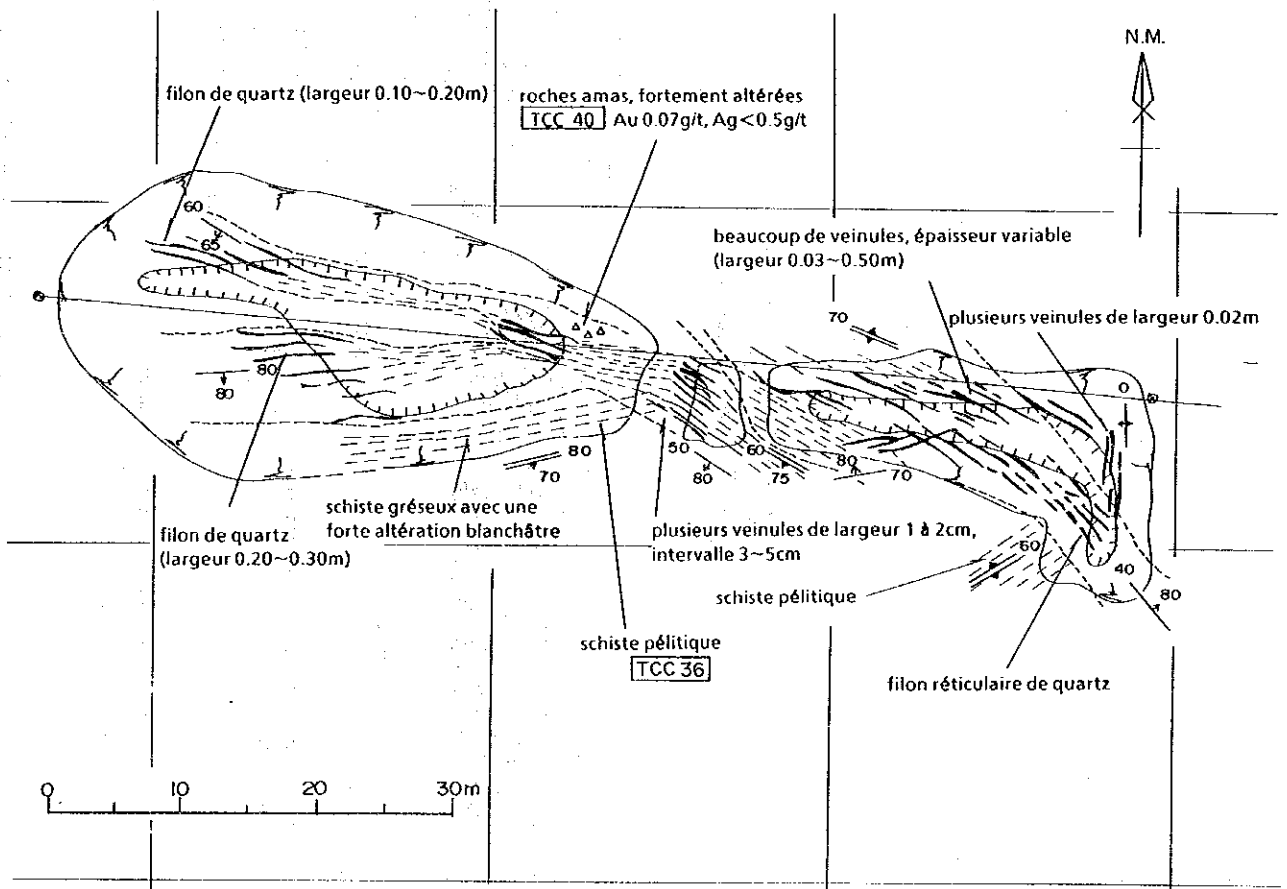 N.M.
filon de quartz (largeur 0.10~0.20m)
roches amas, fortement altérées
TCC 40 Au 0.07g/t, Ag<0.5g/t
beaucoup de veinules, épaisseur variable
(largeur 0.03~0.50m)
plusieurs veinules de largeur 0.02m
60
65
70
80
80
0
80
70
50
80
60
75
80
70
60
40
80
schiste gréseux avec une
forte altération blanchâtre
filon de quartz
(largeur 0.20~0.30m)
plusieurs veinules de largeur 1 à 2cm,
intervalle 3~5cm
schiste pélitique
schiste pélitique
TCC 36
filon réticulaire de quartz
0 10 20 30m